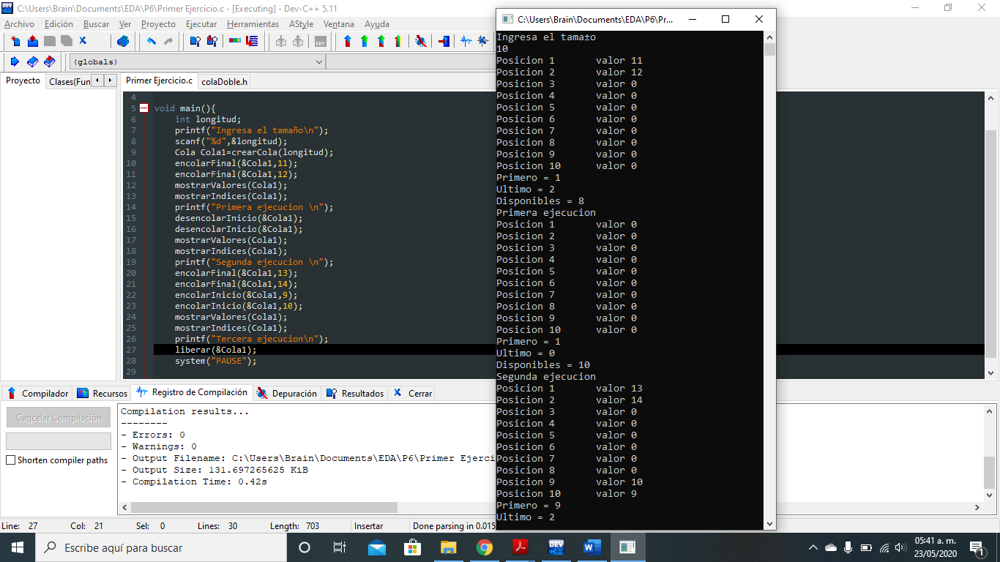 C:\Users\Brain\Documents\EDA\P6\Primer Ejercicio.c - [Executing] - Dev-C++ 5.11
Archivo Edición Buscar Ver Proyecto Ejecutar Herramientas AStyle Ventana Ayuda
(globals)
Proyecto Clases(Fun
Primer Ejercicio.c colaDoble.h
4
5 void main(){
6 int longitud;
7 printf("Ingresa el tamaño\n");
8 scanf("%d",&longitud);
9 Cola Cola1=crearCola(longitud);
10 encolarFinal(&Cola1,11);
11 encolarFinal(&Cola1,12);
12 mostrarValores(Cola1);
13 mostrarIndices(Cola1);
14 printf("Primera ejecucion \n");
15 desencolarInicio(&Cola1);
16 desencolarInicio(&Cola1);
17 mostrarValores(Cola1);
18 mostrarIndices(Cola1);
19 printf("Segunda ejecucion \n");
20 encolarFinal(&Cola1,13);
21 encolarFinal(&Cola1,14);
22 encolarInicio(&Cola1,9);
23 encolarInicio(&Cola1,10);
24 mostrarValores(Cola1);
25 mostrarIndices(Cola1);
26 printf("Tercera ejecucion\n");
27 liberar(&Cola1);
28 system("PAUSE");
29
C:\Users\Brain\Documents\EDA\P6\Pr...
Ingresa el tama±o
10
Posicion 1 valor 11
Posicion 2 valor 12
Posicion 3 valor 0
Posicion 4 valor 0
Posicion 5 valor 0
Posicion 6 valor 0
Posicion 7 valor 0
Posicion 8 valor 0
Posicion 9 valor 0
Posicion 10 valor 0
Primero = 1
Ultimo = 2
Disponibles = 8
Primera ejecucion
Posicion 1 valor 0
Posicion 2 valor 0
Posicion 3 valor 0
Posicion 4 valor 0
Posicion 5 valor 0
Posicion 6 valor 0
Posicion 7 valor 0
Posicion 8 valor 0
Posicion 9 valor 0
Posicion 10 valor 0
Primero = 1
Ultimo = 0
Disponibles = 10
Segunda ejecucion
Posicion 1 valor 13
Posicion 2 valor 14
Posicion 3 valor 0
Posicion 4 valor 0
Posicion 5 valor 0
Posicion 6 valor 0
Posicion 7 valor 0
Posicion 8 valor 0
Posicion 9 valor 10
Posicion 10 valor 9
Primero = 9
Ultimo = 2
Compilador Recursos Registro de Compilación Depuración Resultados Cerrar
Cancelar Compilación
Shorten compiler paths
Compilation results...
--------
- Errors: 0
- Warnings: 0
- Output Filename: C:\Users\Brain\Documents\EDA\P6\Primer Ejerci
- Output Size: 131.697265625 KiB
- Compilation Time: 0.42s
Line: 27 Col: 21 Sel: 0 Lines: 30 Length: 703 Insertar Done parsing in 0.015
Escribe aquí para buscar
DEV
05:41 a. m.
23/05/2020
1